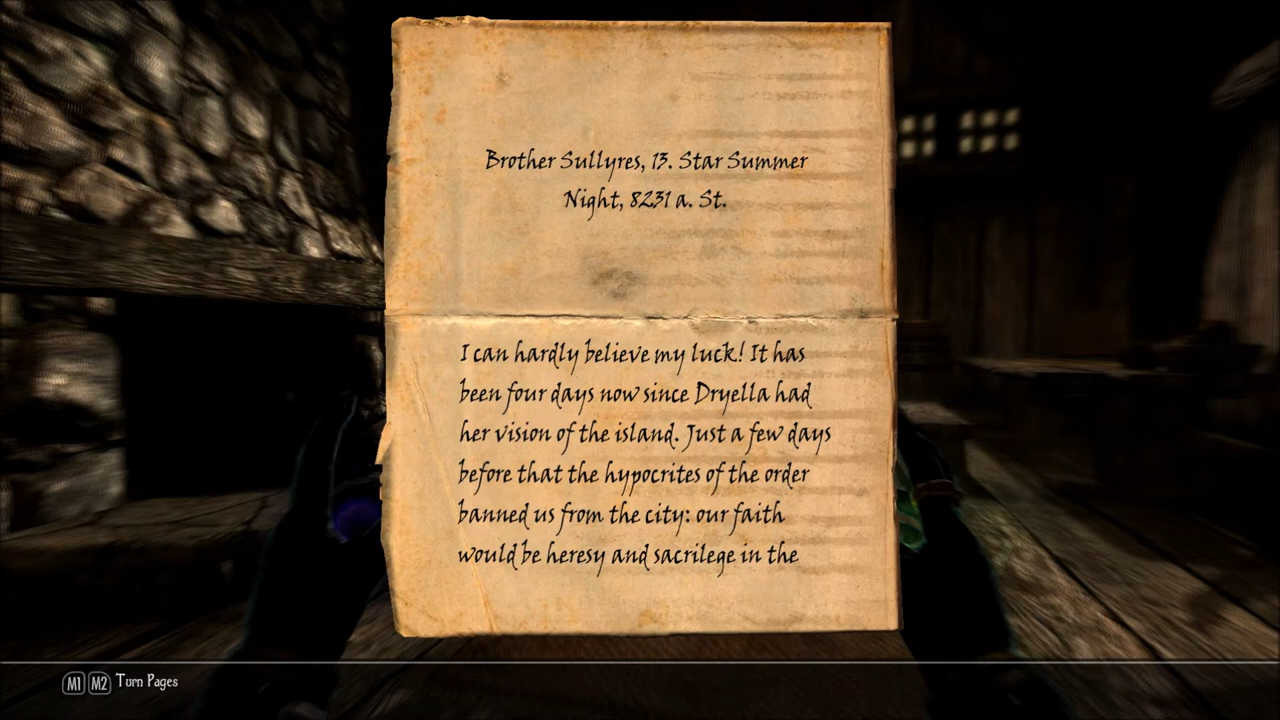 Brother Sullyres, 13. Star Summer
Night, 8231 a. St.
I can hardly believe my luck! It has
been four days now since Dryella had
her vision of the island. Just a few days
before that the hypocrites of the order
banned us from the city: our faith
would be heresy and sacrilege in the
M1 M2 Turn Pages